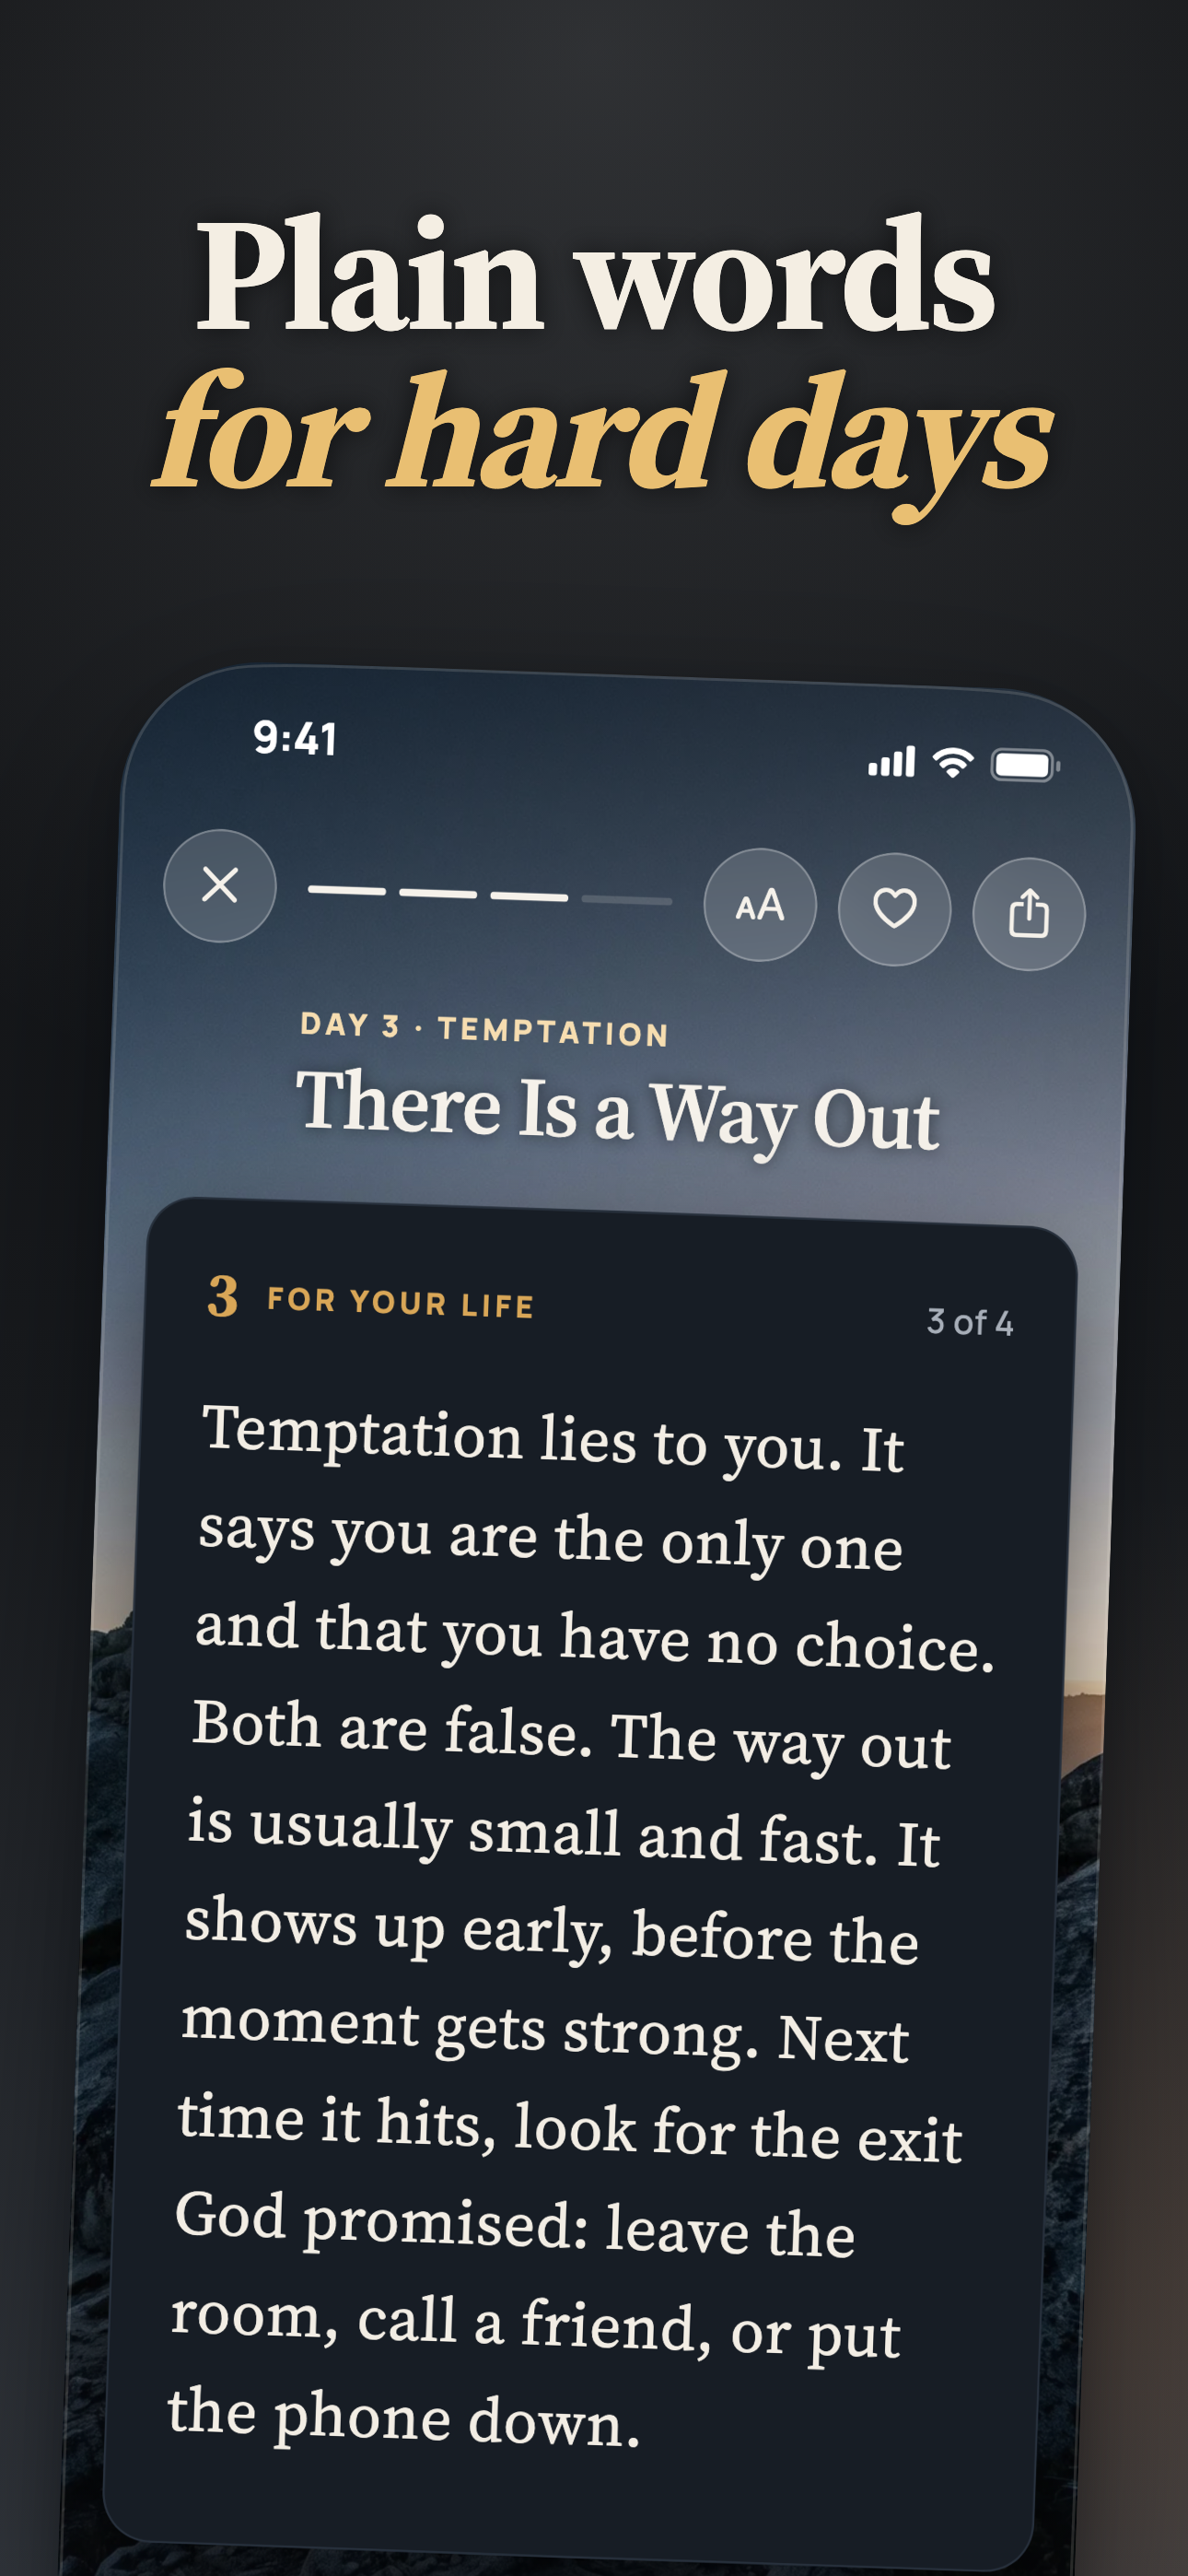 Plain words
for hard days
9:41
AA
DAY 3 · TEMPTATION
There Is a Way Out
3 FOR YOUR LIFE
3 of 4
Temptation lies to you. It
says you are the only one
and that you have no choice.
Both are false. The way out
is usually small and fast. It
shows up early, before the
moment gets strong. Next
time it hits, look for the exit
God promised: leave the
room, call a friend, or put
the phone down.